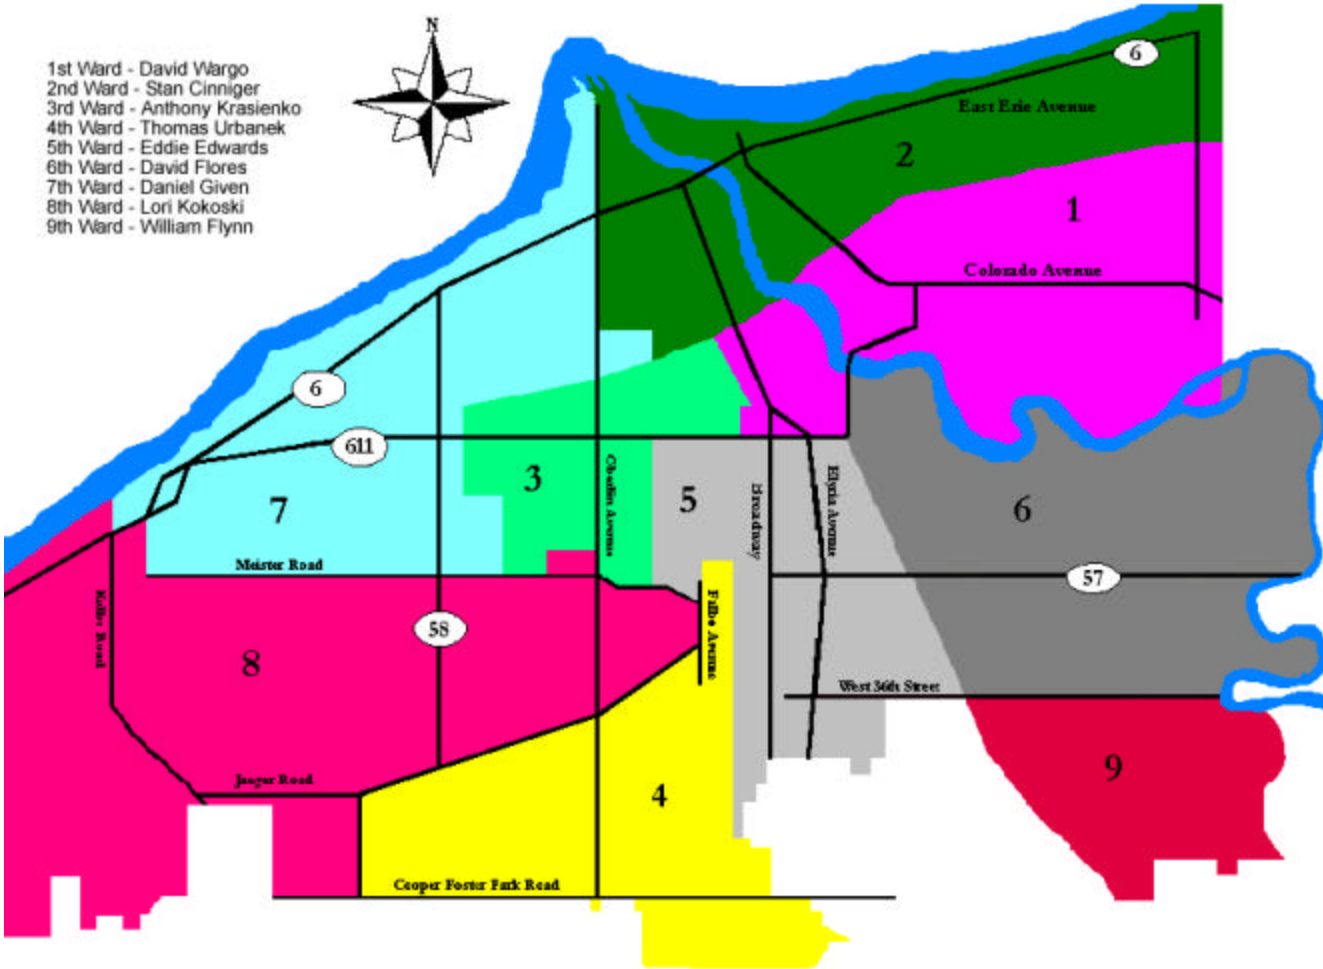 N
1st Ward - David Wargo
2nd Ward - Stan Cinniger
3rd Ward - Anthony Krasienko
4th Ward - Thomas Urbanek
5th Ward - Eddie Edwards
6th Ward - David Flores
7th Ward - Daniel Given
8th Ward - Lori Kokoski
9th Ward - William Flynn
6
East Erie Avenue
2
1
Colorado Avenue
6
611
3
Oberlin Avenue
5
Broadway
Elyria Avenue
6
7
Meister Road
57
Kolbe Road
58
Falbo Avenue
8
West 36th Street
9
Jaeger Road
4
Cooper Foster Park Road